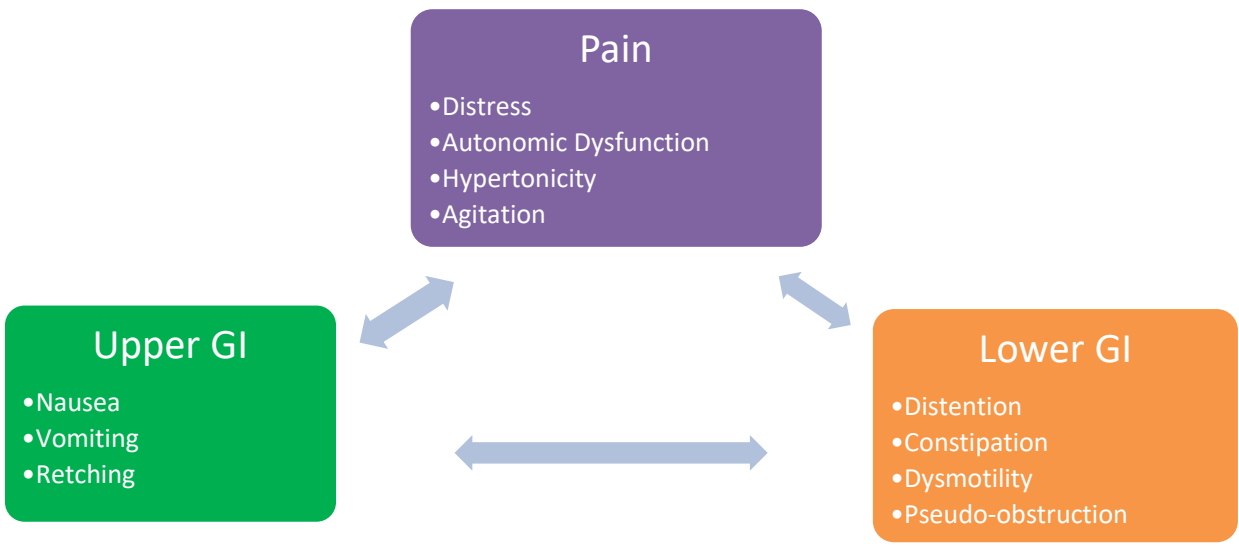 Pain
•Distress
•Autonomic Dysfunction
•Hypertonicity
•Agitation
Upper GI
•Nausea
•Vomiting
•Retching
Lower GI
•Distention
•Constipation
•Dysmotility
•Pseudo-obstruction